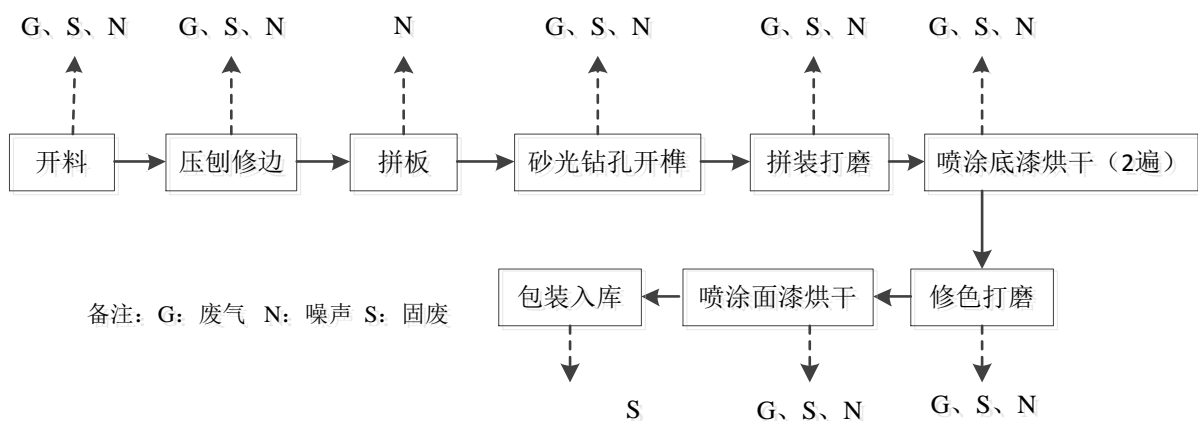 G、S、N G、S、N N G、S、N G、S、N G、S、N
开料 压刨修边 拼板 砂光钻孔开榫 拼装打磨 喷涂底漆烘干（2遍）
包装入库 喷涂面漆烘干 修色打磨
备注：G：废气 N：噪声 S：固废
S G、S、N G、S、N